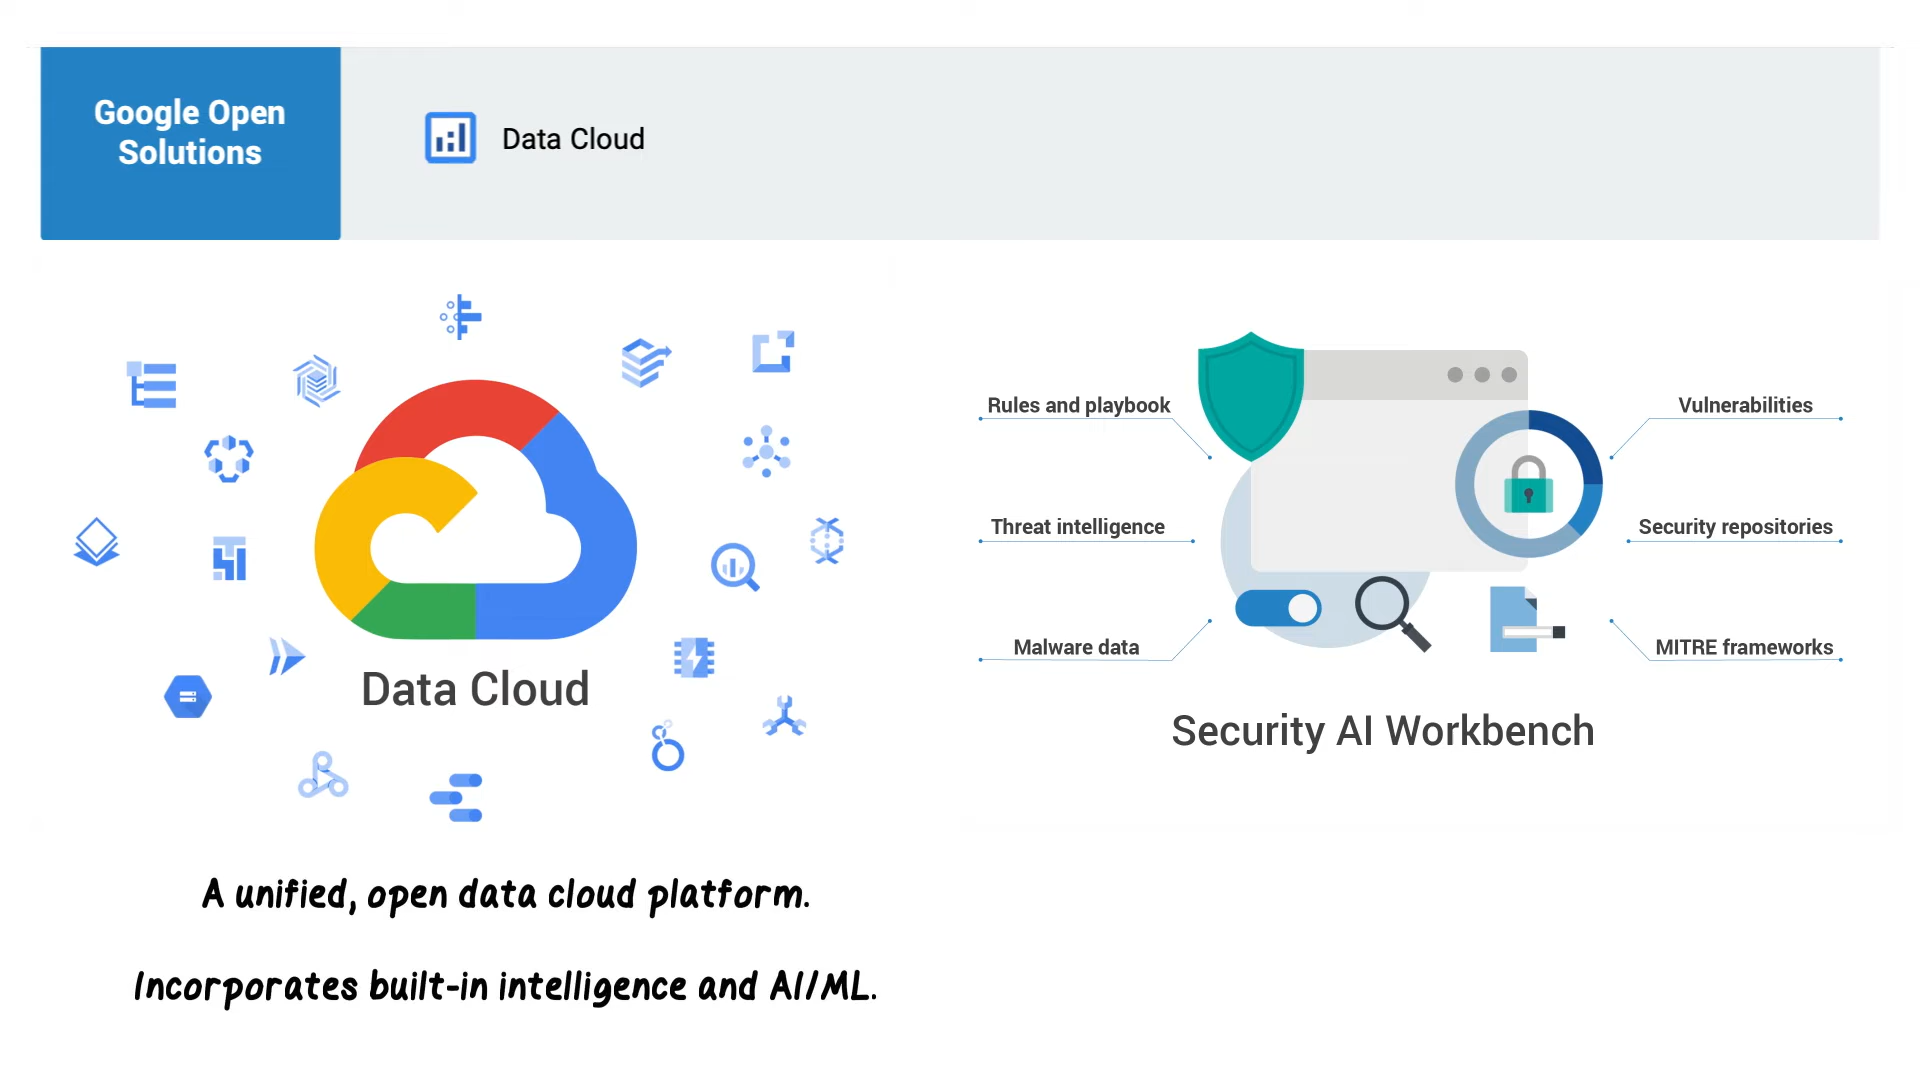 Google Open
Solutions
Data Cloud
Data Cloud
A unified, open data cloud platform.
Incorporates built-in intelligence and AI/ML.
Rules and playbook
Threat intelligence
Malware data
Vulnerabilities
Security repositories
MITRE frameworks
Security AI Workbench